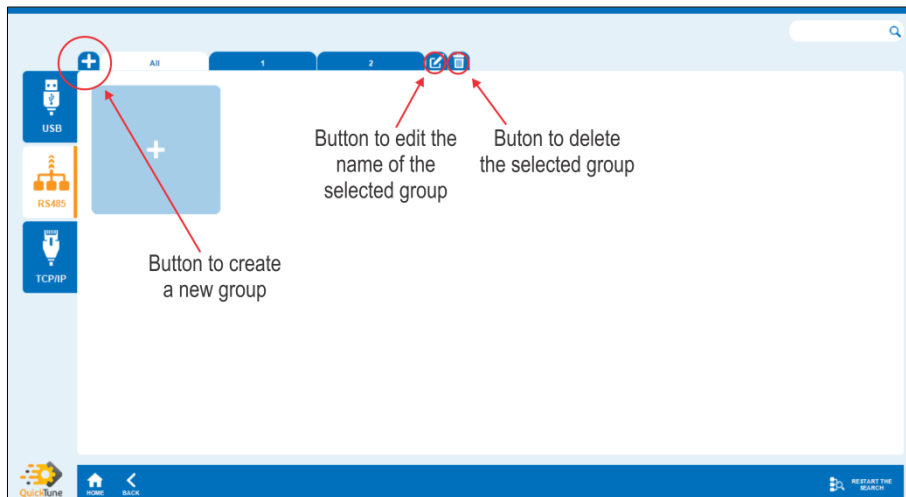 All
1
2
USB
RS485
TCP/IP
Button to edit the
name of the
selected group
Buton to delete
the selected group
Button to create
a new group
QuickTune
HOME
BACK
RESTART THE
SEARCH